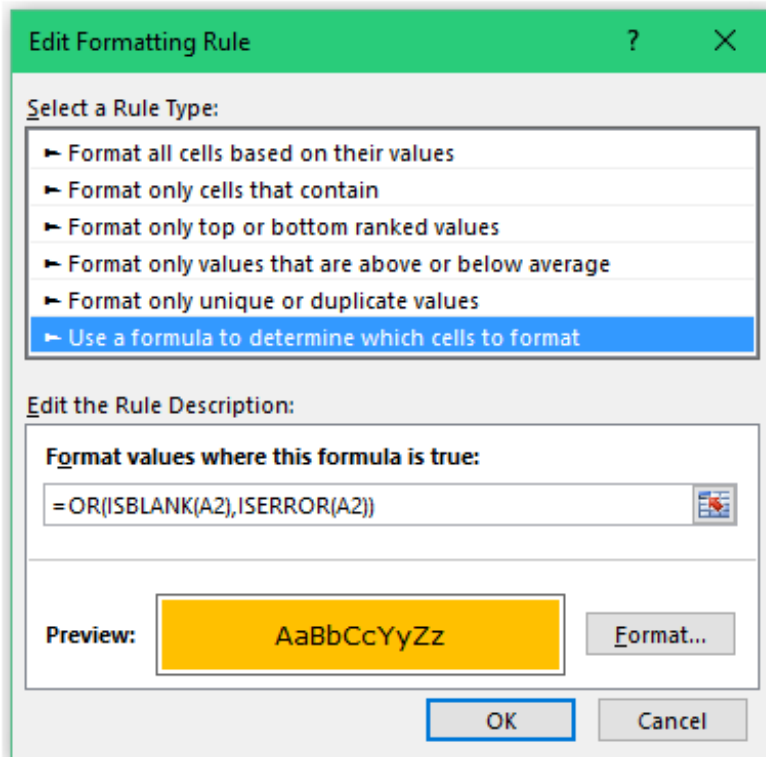 Edit Formatting Rule ?
Select a Rule Type:
► Format all cells based on their values
► Format only cells that contain
► Format only top or bottom ranked values
► Format only values that are above or below average
► Format only unique or duplicate values
► Use a formula to determine which cells to format
Edit the Rule Description:
Format values where this formula is true:
=OR(ISBLANK(A2),ISERROR(A2))
Preview: AaBbCcYyZz Format...
OK Cancel